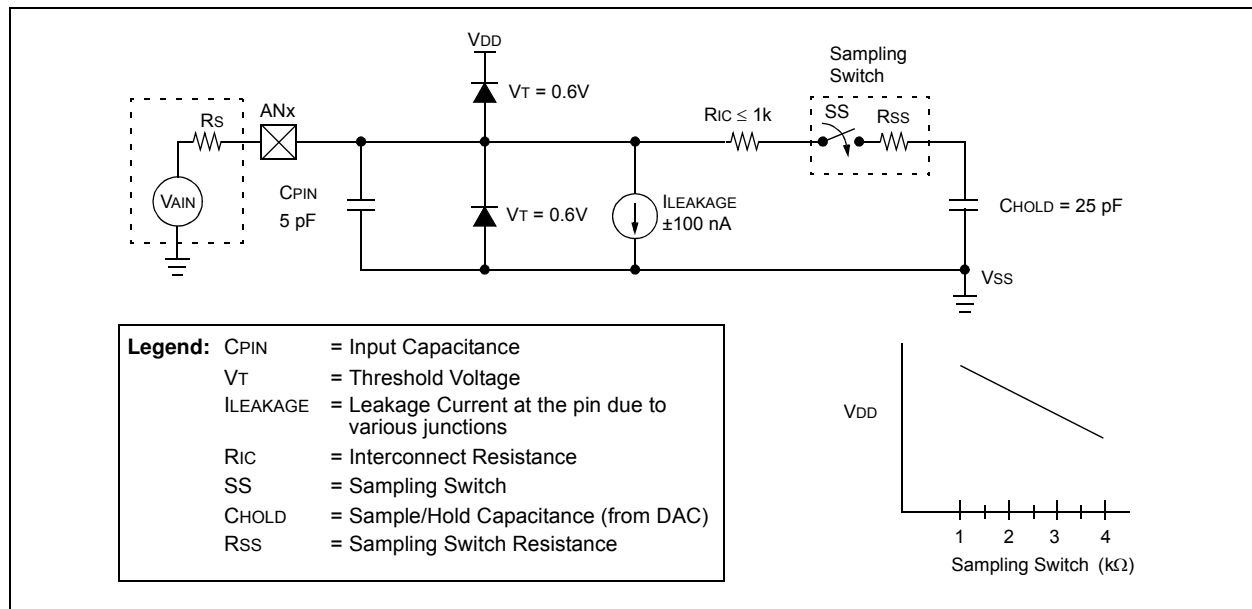 VDD
Sampling
Switch
VT = 0.6V
RS
ANx
RIC ≤ 1k
SS
RSS
VAIN
CPIN
5 pF
VT = 0.6V
ILEAKAGE
±100 nA
CHOLD = 25 pF
VSS
Legend: CPIN = Input Capacitance
VT = Threshold Voltage
ILEAKAGE = Leakage Current at the pin due to
various junctions
RIC = Interconnect Resistance
SS = Sampling Switch
CHOLD = Sample/Hold Capacitance (from DAC)
RSS = Sampling Switch Resistance
VDD
1 2 3 4
Sampling Switch (kΩ)